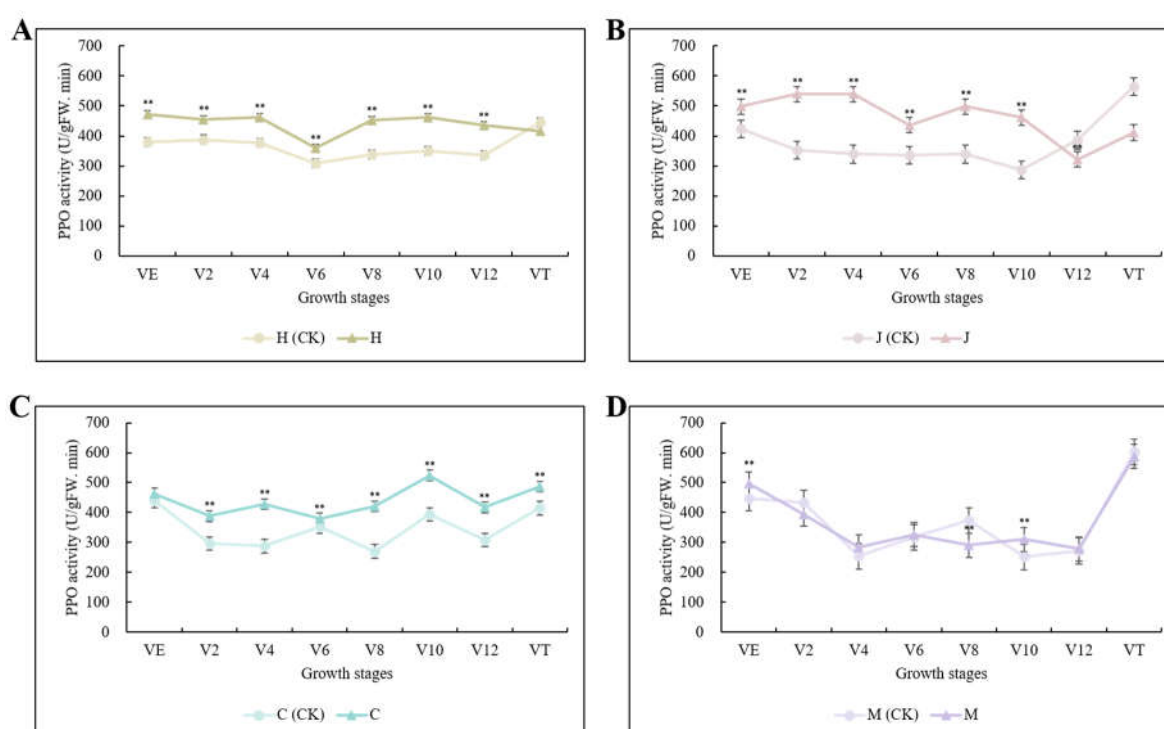 A
PPO activity (U/gFW. min)
700
600
500
400
300
200
100
0
** ** ** ** ** ** **
VE V2 V4 V6 V8 V10 V12 VT
Growth stages
H (CK) H
B
PPO activity (U/gFW. min)
700
600
500
400
300
200
100
0
** ** ** ** ** ** **
VE V2 V4 V6 V8 V10 V12 VT
Growth stages
J (CK) J
C
PPO activity (U/gFW. min)
700
600
500
400
300
200
100
0
** ** ** ** ** ** **
VE V2 V4 V6 V8 V10 V12 VT
Growth stages
C (CK) C
D
PPO activity (U/gFW. min)
700
600
500
400
300
200
100
0
** ** **
VE V2 V4 V6 V8 V10 V12 VT
Growth stages
M (CK) M